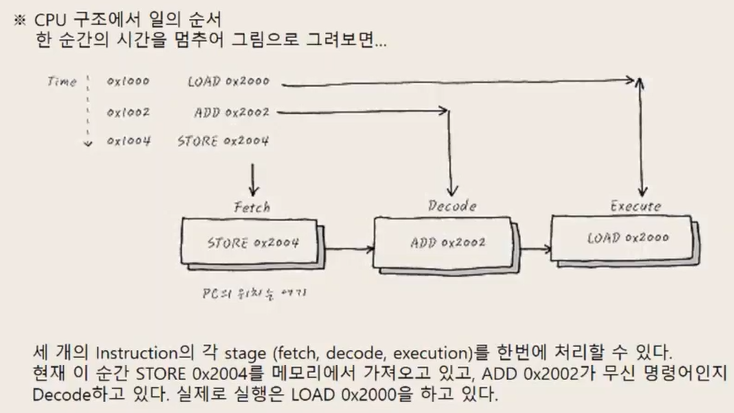 ※ CPU 구조에서 일의 순서
한 순간의 시간을 멈추어 그림으로 그려보면...
Time 0x1000 LOAD 0x2000
0x1002 ADD 0x2002
0x1004 STORE 0x2004
Fetch Decode Execute
STORE 0x2004 ADD 0x2002 LOAD 0x2000
PC의 위치는 여기
세 개의 Instruction의 각 stage (fetch, decode, execution)를 한번에 처리할 수 있다.
현재 이 순간 STORE 0x2004를 메모리에서 가져오고 있고, ADD 0x2002가 무신 명령어인지
Decode하고 있다. 실제로 실행은 LOAD 0x2000을 하고 있다.